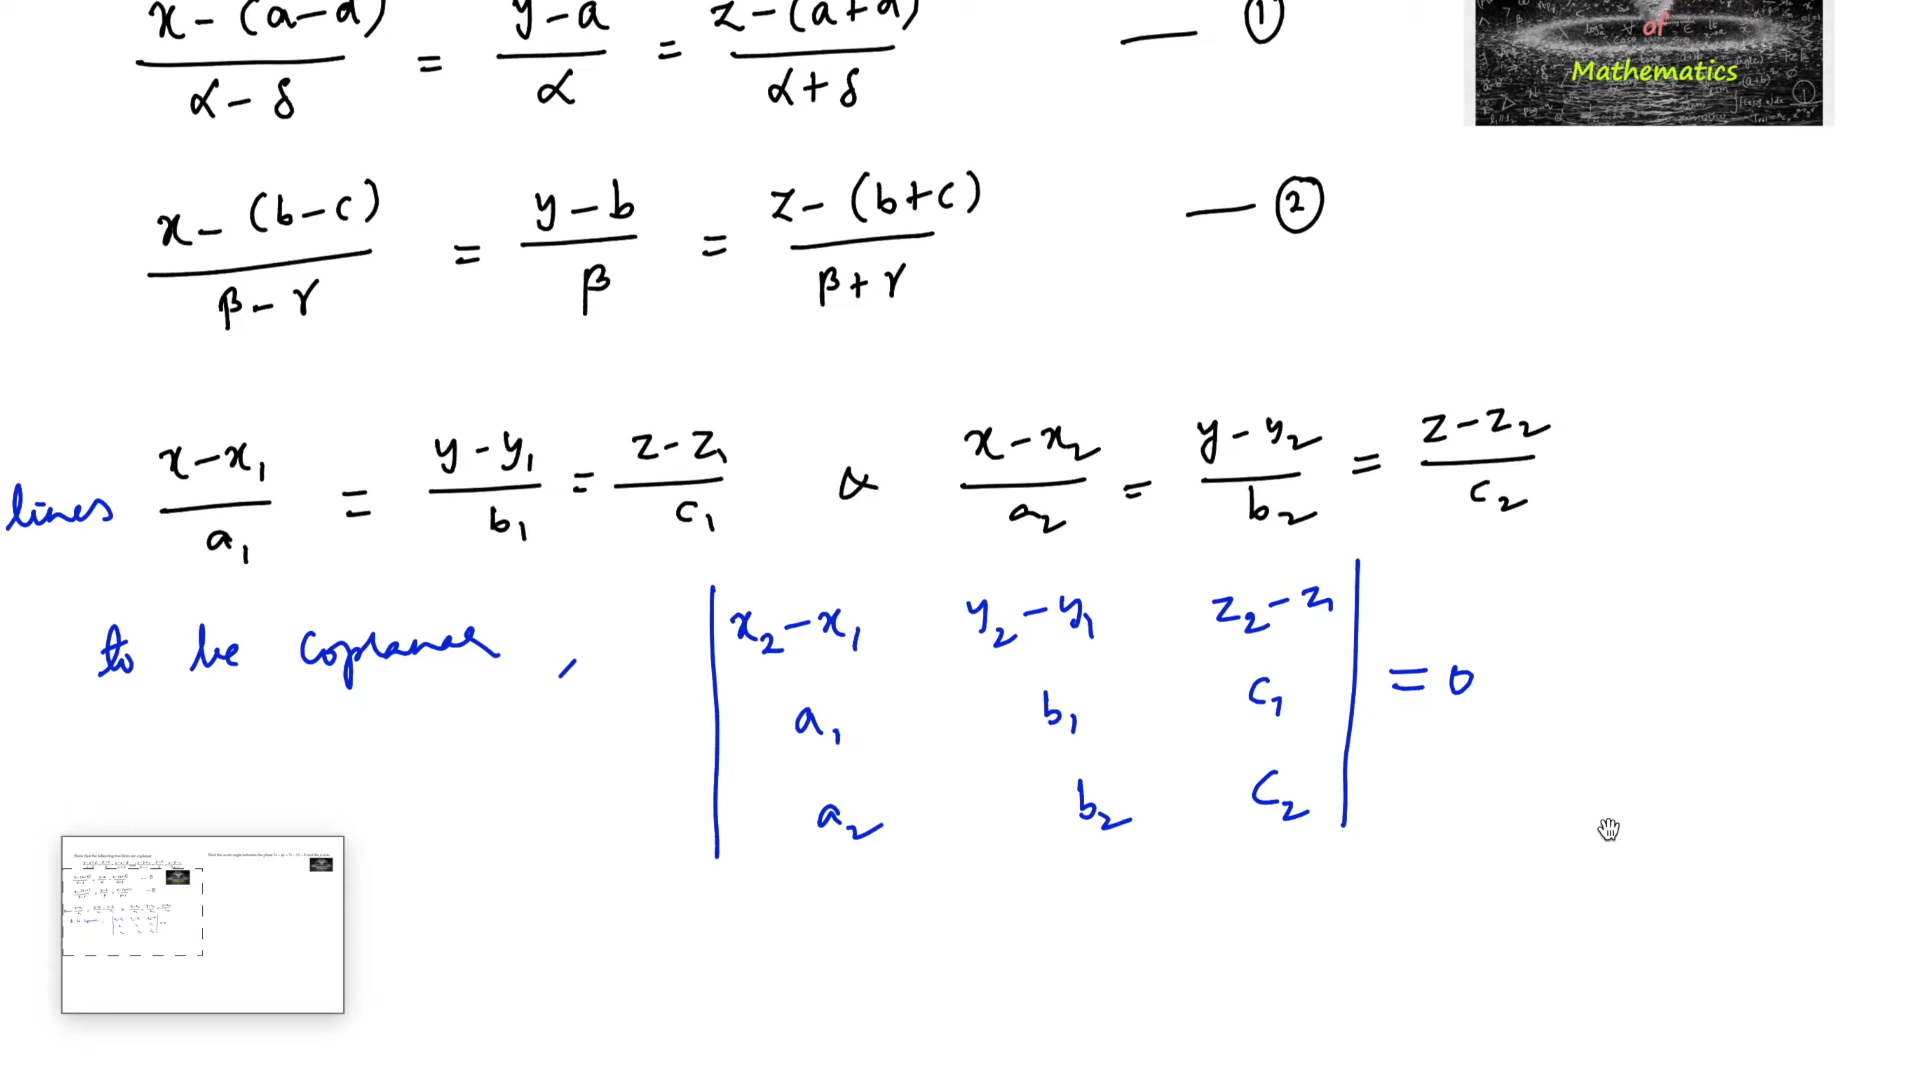 x-(a-d)/α-δ = y-a/α = z-(a+d)/α+δ — ①
of
Mathematics
x-(b-c)/β-γ = y-b/β = z-(b+c)/β+γ — ②
lines x-x₁/a₁ = y-y₁/b₁ = z-z₁/c₁ & x-x₂/a₂ = y-y₂/b₂ = z-z₂/c₂
to be coplanar, | x₂-x₁ y₂-y₁ z₂-z₁ |
| a₁ b₁ c₁ | = 0
| a₂ b₂ c₂ |